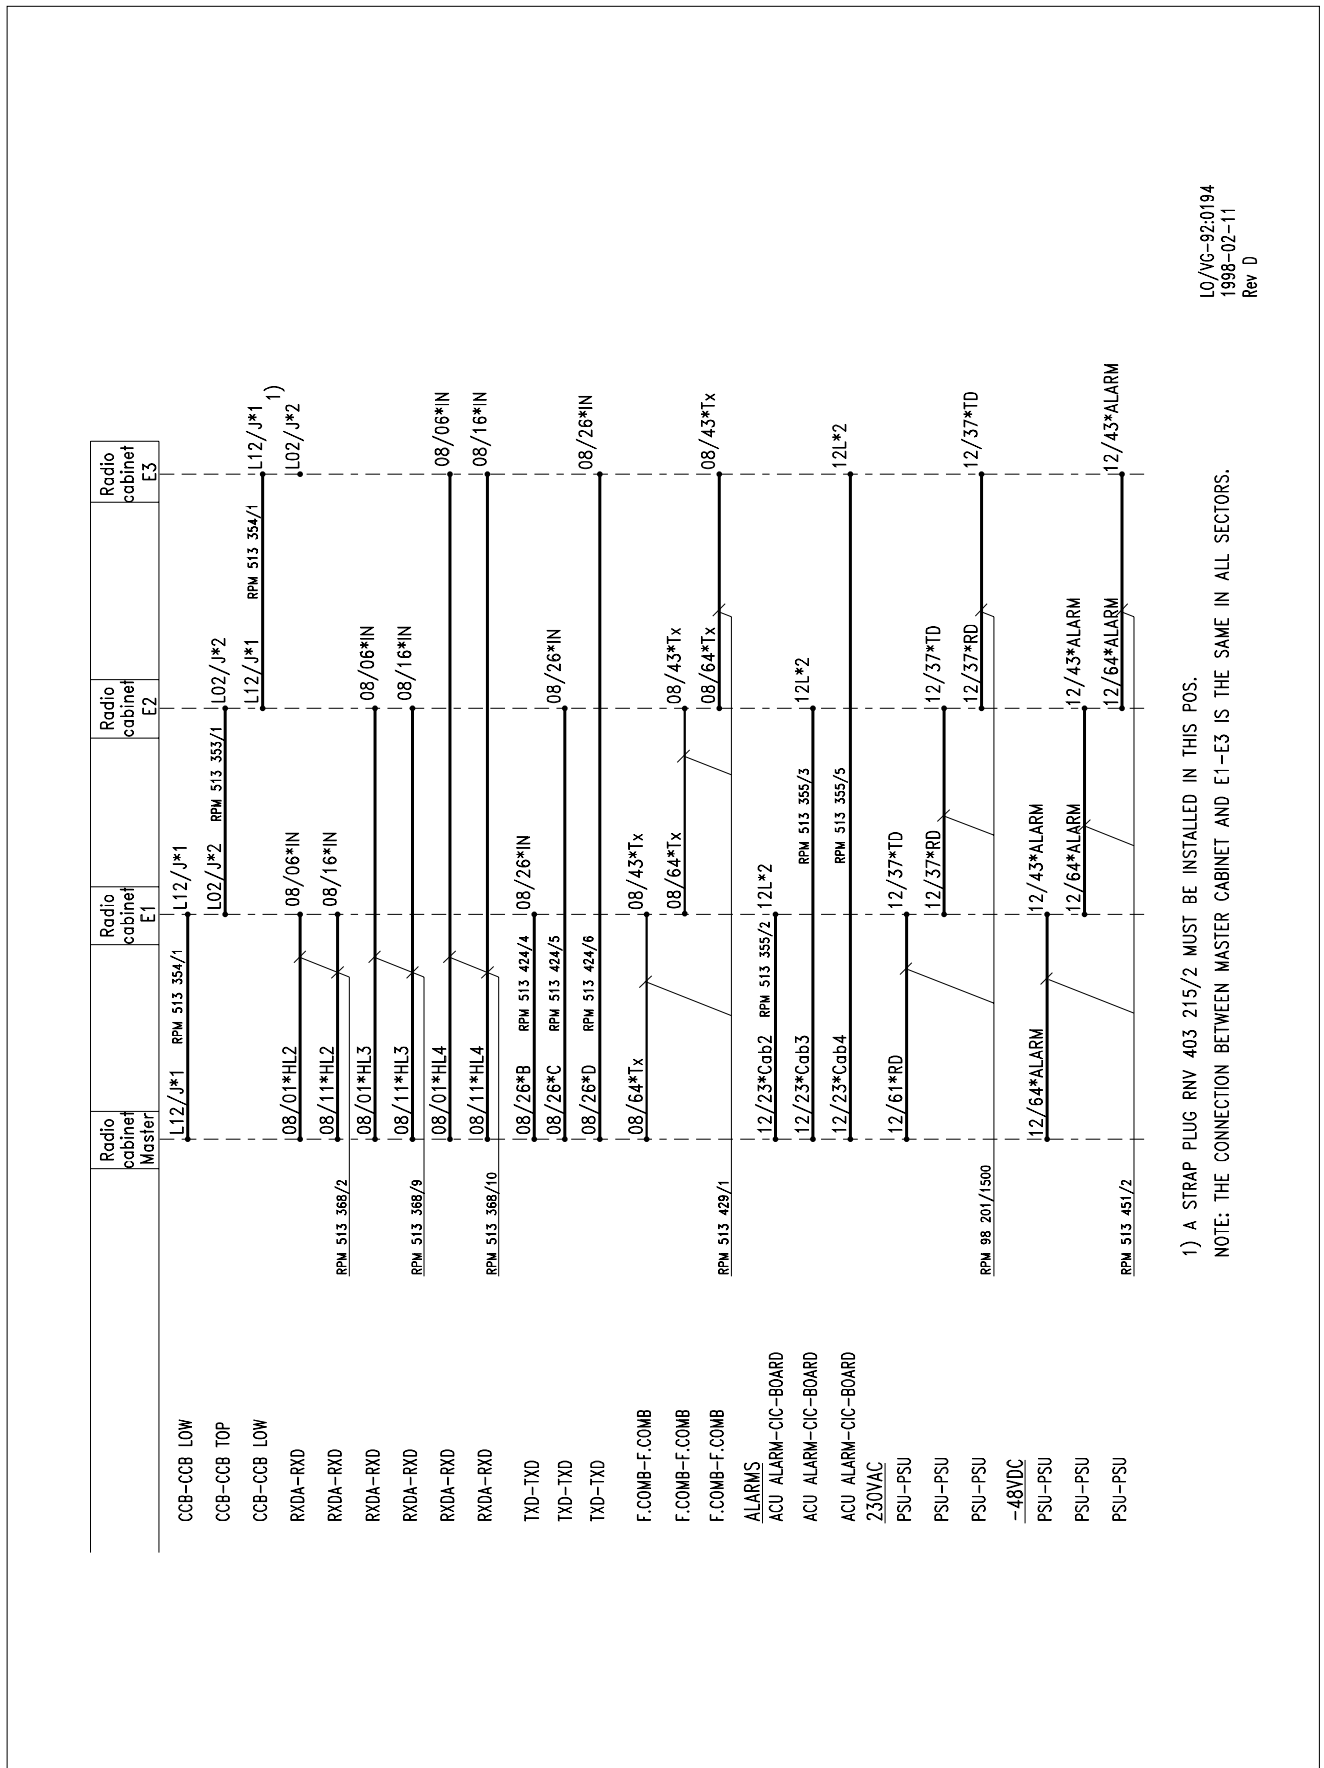 Radio cabinet Master
Radio cabinet E1
Radio cabinet E2
Radio cabinet E3
CCB-CCB LOW L12/J*1 RPM 513 354/1 L12/J*1
CCB-CCB TOP L02/J*2 RPM 513 353/1 L02/J*2
CCB-CCB LOW L12/J*1 RPM 513 354/1 L12/J*1
1)
L02/J*2
RXDA-RXD 08/01*HL2 08/06*IN
RXDA-RXD 08/11*HL2 08/16*IN
RPM 513 368/2
RXDA-RXD 08/01*HL3 08/06*IN
RXDA-RXD 08/11*HL3 08/16*IN
RPM 513 368/9
RXDA-RXD 08/01*HL4 08/06*IN
RXDA-RXD 08/11*HL4 08/16*IN
RPM 513 368/10
TXD-TXD 08/26*B RPM 513 424/4 08/26*IN
TXD-TXD 08/26*C RPM 513 424/5 08/26*IN
TXD-TXD 08/26*D RPM 513 424/6 08/26*IN
F.COMB-F.COMB 08/64*Tx 08/43*Tx
F.COMB-F.COMB 08/64*Tx 08/43*Tx
F.COMB-F.COMB 08/64*Tx 08/43*Tx
RPM 513 429/1
ALARMS
ACU ALARM-CIC-BOARD 12/23*Cab2 RPM 513 355/2 12L*2
ACU ALARM-CIC-BOARD 12/23*Cab3 RPM 513 355/3 12L*2
ACU ALARM-CIC-BOARD 12/23*Cab4 RPM 513 355/5 12L*2
230VAC
PSU-PSU 12/61*RD 12/37*TD
PSU-PSU 12/37*RD 12/37*TD
PSU-PSU 12/37*RD 12/37*TD
RPM 98 201/1500
-48VDC
PSU-PSU 12/64*ALARM 12/43*ALARM
PSU-PSU 12/64*ALARM 12/43*ALARM
PSU-PSU 12/64*ALARM 12/43*ALARM
RPM 513 451/2
1) A STRAP PLUG RNV 403 215/2 MUST BE INSTALLED IN THIS POS.
NOTE: THE CONNECTION BETWEEN MASTER CABINET AND E1-E3 IS THE SAME IN ALL SECTORS.
LO/VG-92:0194
1998-02-11
Rev D